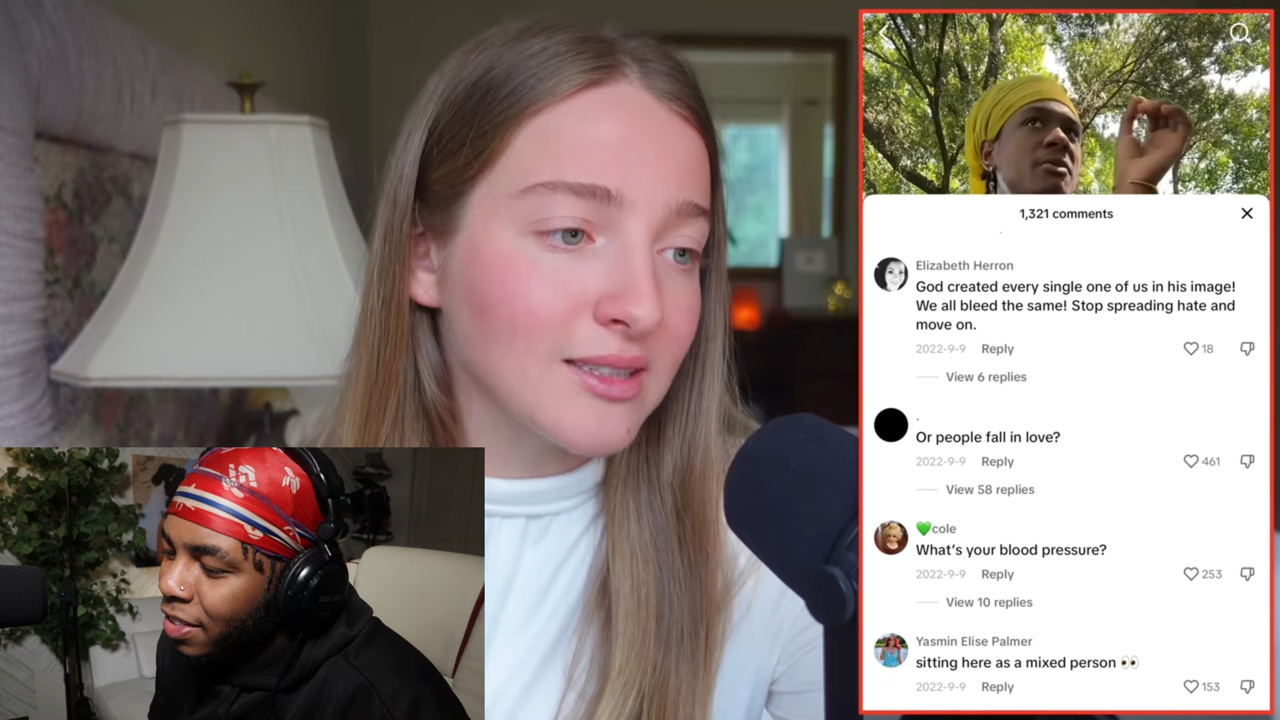 1,321 comments
Elizabeth Herron
God created every single one of us in his image!
We all bleed the same! Stop spreading hate and
move on.
2022-9-9 Reply 18
View 6 replies
.
Or people fall in love?
2022-9-9 Reply 461
View 58 replies
💚cole
What's your blood pressure?
2022-9-9 Reply 253
View 10 replies
Yasmin Elise Palmer
sitting here as a mixed person 👀
2022-9-9 Reply 153